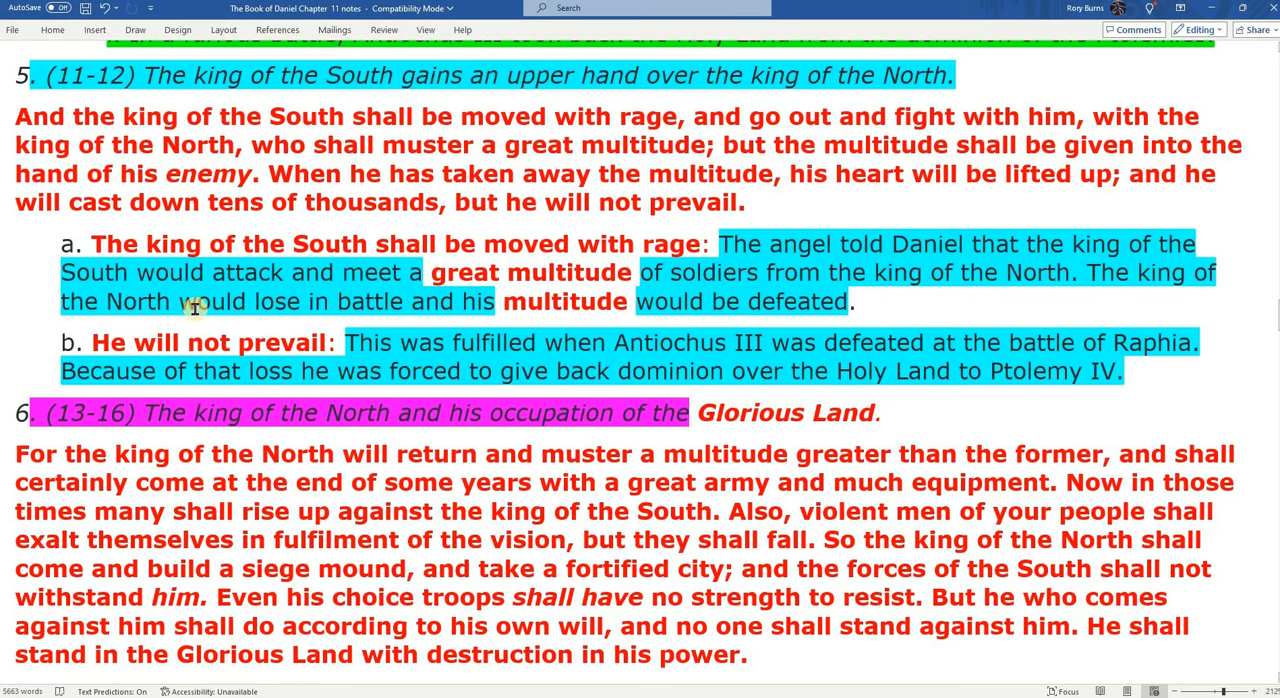 AutoSave Off The Book of Daniel Chapter 11 notes - Compatibility Mode Search Rory Burns
File Home Insert Draw Design Layout References Mailings Review View Help Comments Editing Share
5. (11-12) The king of the South gains an upper hand over the king of the North.
And the king of the South shall be moved with rage, and go out and fight with him, with the
king of the North, who shall muster a great multitude; but the multitude shall be given into the
hand of his enemy. When he has taken away the multitude, his heart will be lifted up; and he
will cast down tens of thousands, but he will not prevail.
a. The king of the South shall be moved with rage: The angel told Daniel that the king of the
South would attack and meet a great multitude of soldiers from the king of the North. The king of
the North would lose in battle and his multitude would be defeated.
b. He will not prevail: This was fulfilled when Antiochus III was defeated at the battle of Raphia.
Because of that loss he was forced to give back dominion over the Holy Land to Ptolemy IV.
6. (13-16) The king of the North and his occupation of the Glorious Land.
For the king of the North will return and muster a multitude greater than the former, and shall
certainly come at the end of some years with a great army and much equipment. Now in those
times many shall rise up against the king of the South. Also, violent men of your people shall
exalt themselves in fulfilment of the vision, but they shall fall. So the king of the North shall
come and build a siege mound, and take a fortified city; and the forces of the South shall not
withstand him. Even his choice troops shall have no strength to resist. But he who comes
against him shall do according to his own will, and no one shall stand against him. He shall
stand in the Glorious Land with destruction in his power.
5663 words Text Predictions: On Accessibility: Unavailable Focus